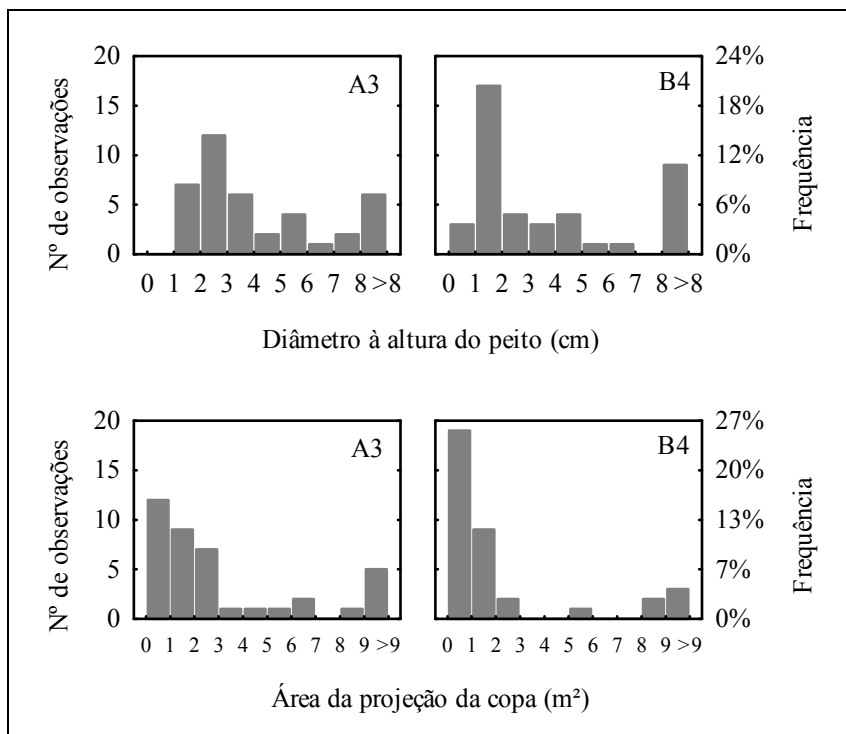 20 A3 B4 24%
15 18%
10 12%
5 6%
0 0%
Nº de observações
Frequência
0 1 2 3 4 5 6 7 8 >8 0 1 2 3 4 5 6 7 8 >8
Diâmetro à altura do peito (cm)
20 A3 B4 27%
15 20%
10 13%
5 7%
0 0%
Nº de observações
Frequência
0 1 2 3 4 5 6 7 8 9 >9 0 1 2 3 4 5 6 7 8 9 >9
Área da projeção da copa (m²)